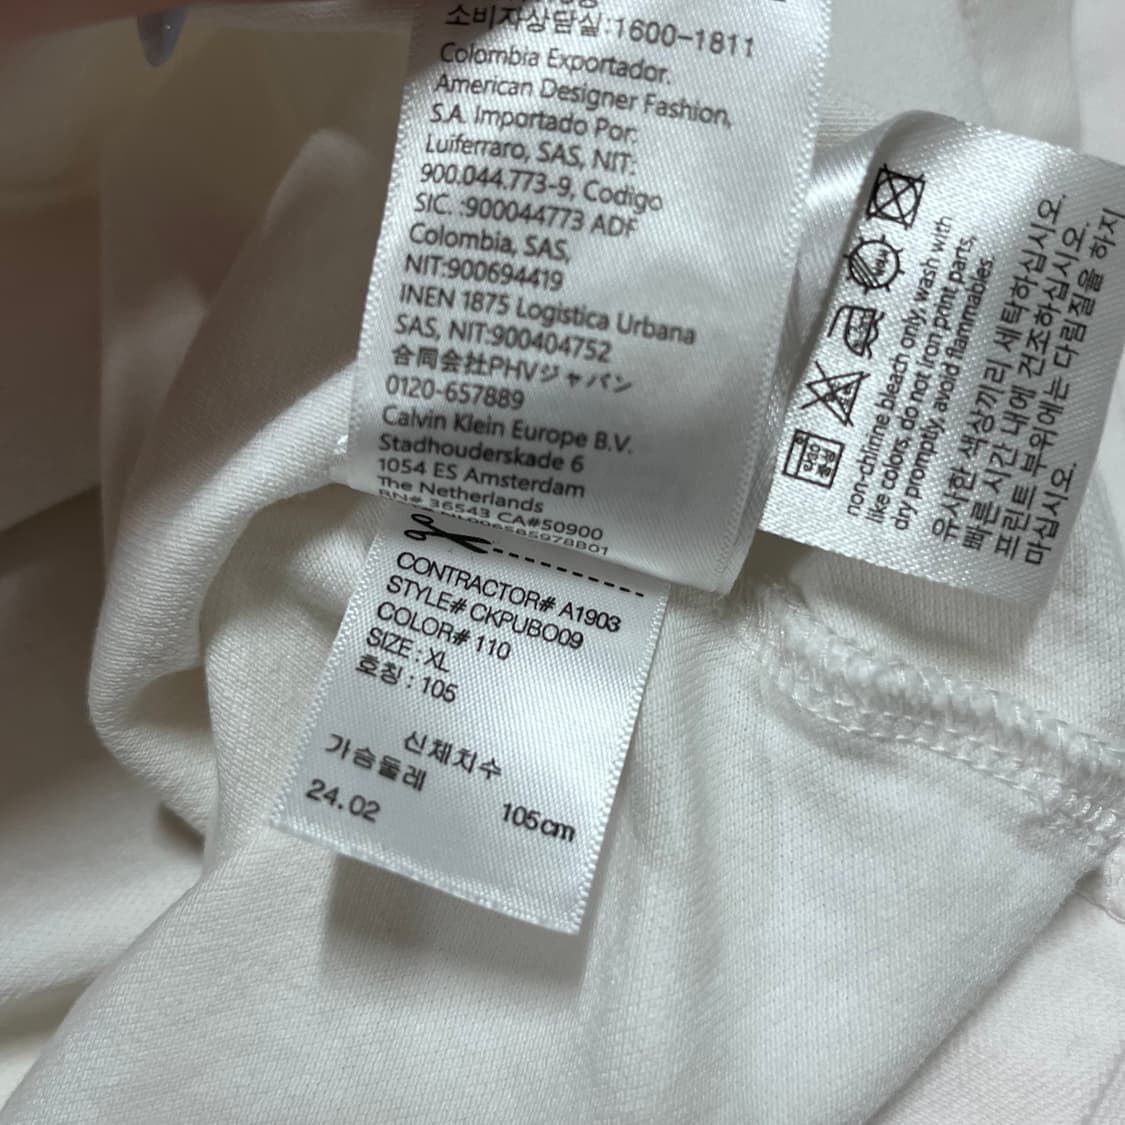 소비자상담실:1600-1811
Colombia Exportador.
American Designer Fashion,
S.A. Importado Por:
Luiferraro, SAS, NIT:
900.044.773-9, Codigo
SIC. :900044773 ADF
Colombia, SAS,
NIT:900694419
INEN 1875 Logistica Urbana
SAS, NIT:900404752
合同会社PHVジャパン
0120-657889
Calvin Klein Europe B.V.
Stadhouderskade 6
1054 ES Amsterdam
The Netherlands
RN# 36543 CA#50900
CONTRACTOR# A1903
STYLE# CKPUBO09
COLOR# 110
SIZE : XL
호칭 : 105
신체치수
가슴둘레
105cm
24.02
non-chlorine bleach only, wash with
like colors, do not iron print parts,
dry promptly, avoid flammables.
유사한 색상끼리 세탁하십시오.
빠른 시간 내에 건조하십시오.
프린트 부위에는 다림질을 하지
마십시오.